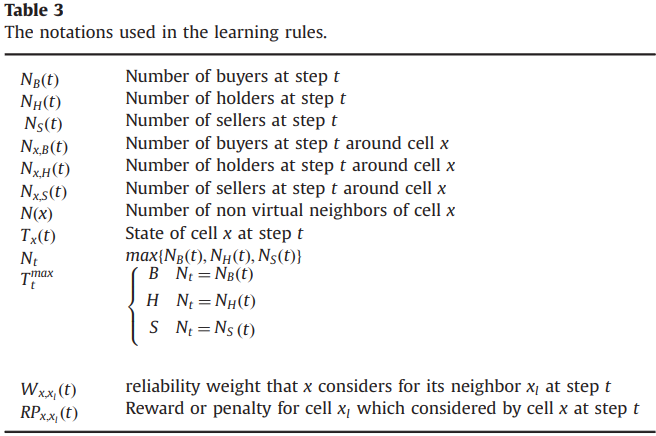 Table 3
The notations used in the learning rules.
N_B(t) Number of buyers at step t
N_H(t) Number of holders at step t
N_S(t) Number of sellers at step t
N_{x,B}(t) Number of buyers at step t around cell x
N_{x,H}(t) Number of holders at step t around cell x
N_{x,S}(t) Number of sellers at step t around cell x
N(x) Number of non virtual neighbors of cell x
T_x(t) State of cell x at step t
N_t max{N_B(t), N_H(t), N_S(t)}
T_t^{max} { B N_t = N_B(t)
H N_t = N_H(t)
S N_t = N_S (t)
W_{x,x_l}(t) reliability weight that x considers for its neighbor x_l at step t
RP_{x,x_l}(t) Reward or penalty for cell x_l which considered by cell x at step t